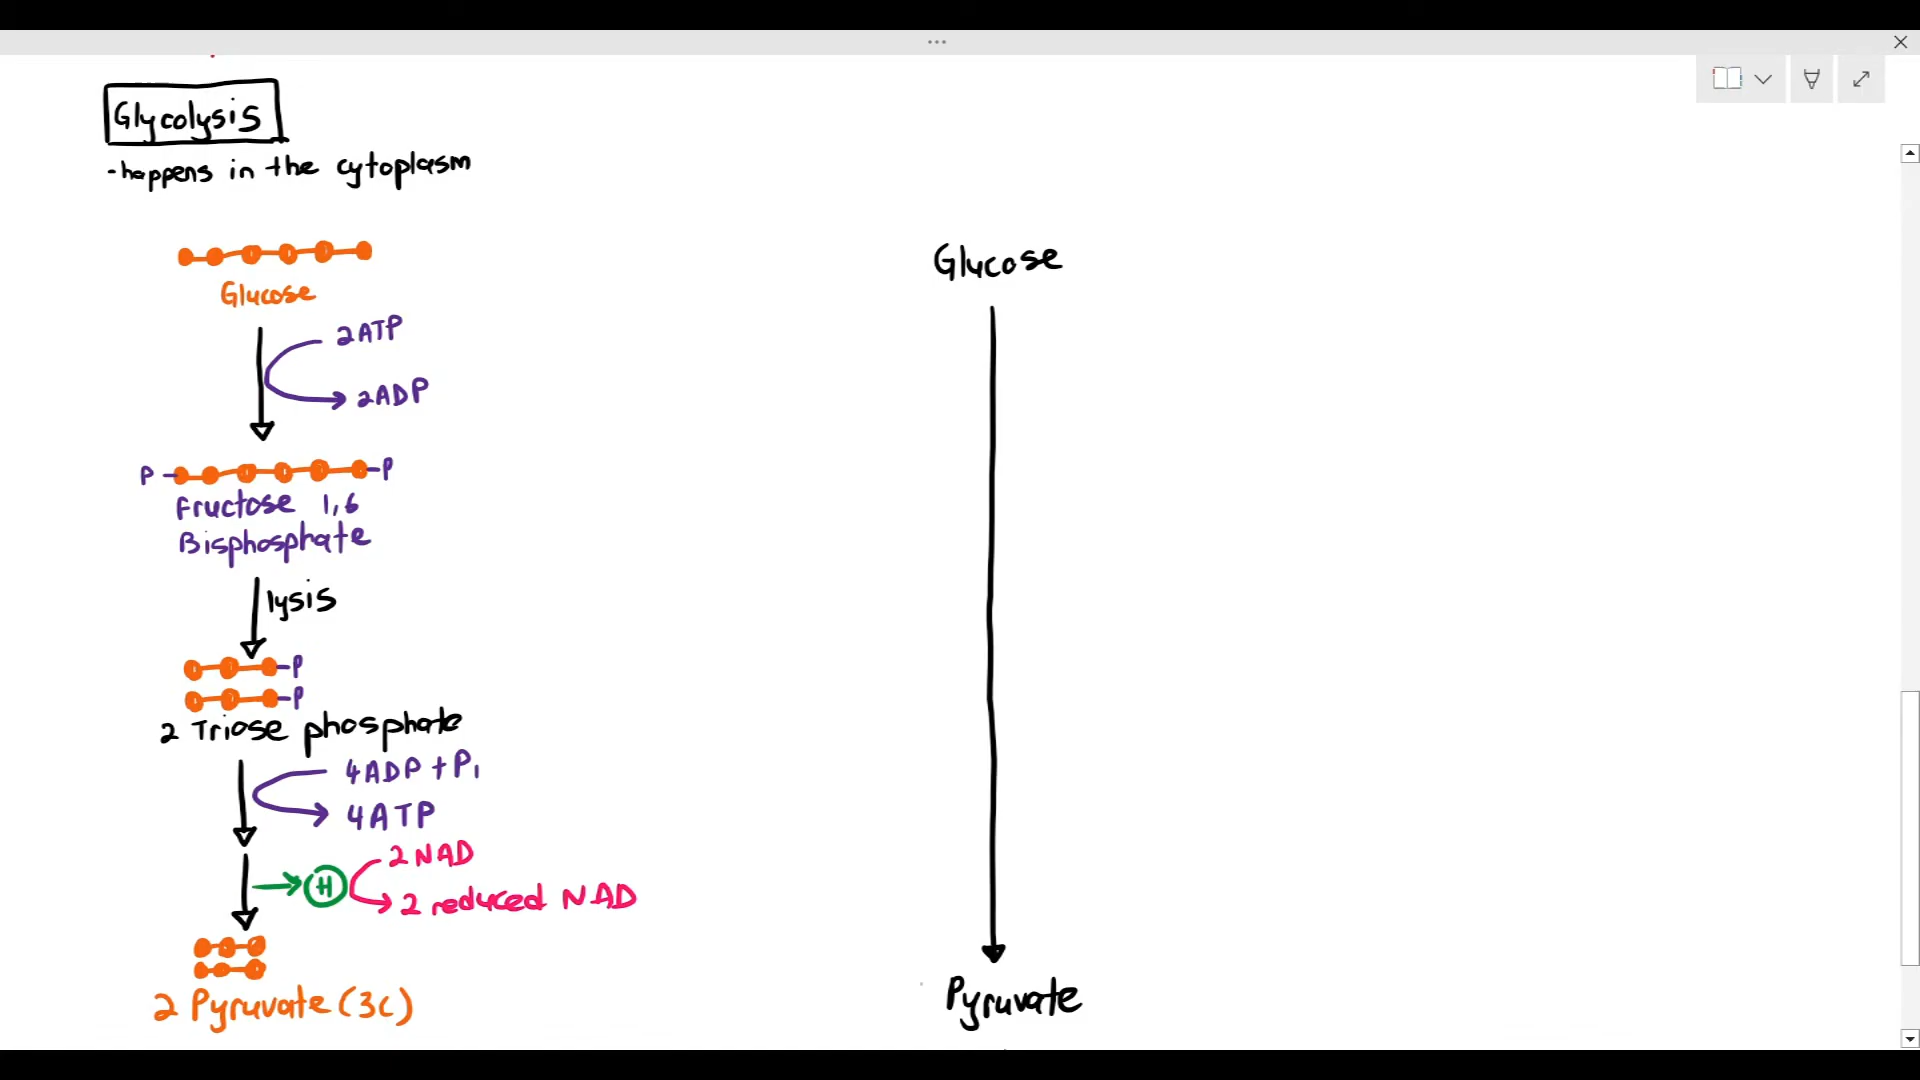 Glycolysis
-happens in the cytoplasm
Glucose
2ATP
2ADP
P P
Fructose 1,6
Bisphosphate
lysis
P
P
2 Triose phosphate
4ADP + Pi
4ATP
H
2 NAD
2 reduced NAD
2 Pyruvate (3C)
Glucose
Pyruvate